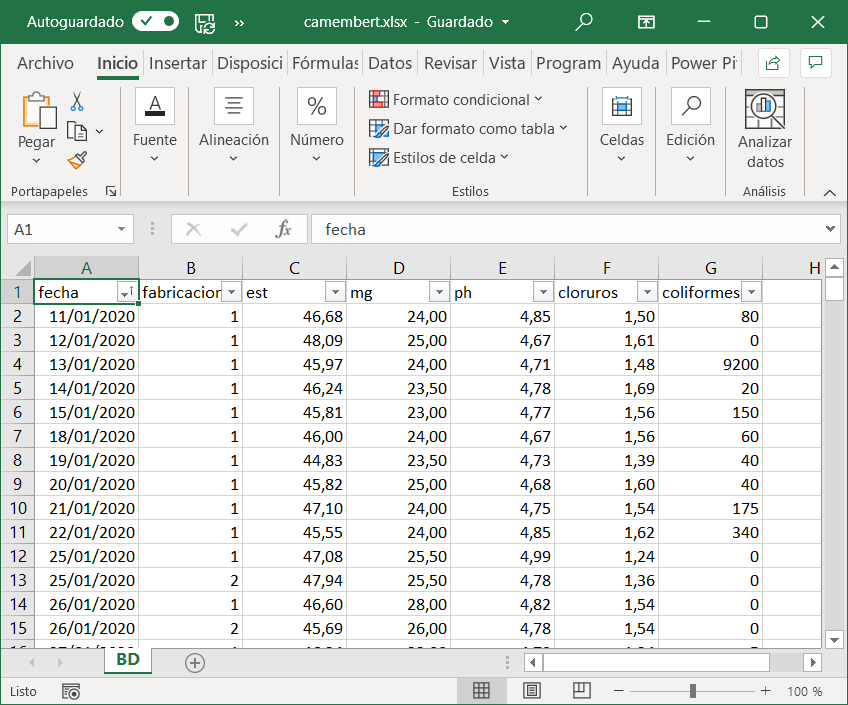 Autoguardado camembert.xlsx - Guardado
Archivo Inicio Insertar Disposici Fórmulas Datos Revisar Vista Program Ayuda Power Pi
Pegar Fuente Alineación Número Formato condicional Dar formato como tabla Estilos de celda Celdas Edición Analizar datos
Portapapeles Estilos Análisis
A1 fx fecha
A B C D E F G H
1 fecha fabricacion est mg ph cloruros coliformes
2 11/01/2020 1 46,68 24,00 4,85 1,50 80
3 12/01/2020 1 48,09 25,00 4,67 1,61 0
4 13/01/2020 1 45,97 24,00 4,71 1,48 9200
5 14/01/2020 1 46,24 23,50 4,78 1,69 20
6 15/01/2020 1 45,81 23,00 4,77 1,56 150
7 18/01/2020 1 46,00 24,00 4,67 1,56 60
8 19/01/2020 1 44,83 23,50 4,73 1,39 40
9 20/01/2020 1 45,82 25,00 4,68 1,60 40
10 21/01/2020 1 47,10 24,00 4,75 1,54 175
11 22/01/2020 1 45,55 24,00 4,85 1,62 340
12 25/01/2020 1 47,08 25,50 4,99 1,24 0
13 25/01/2020 2 47,94 25,50 4,78 1,36 0
14 26/01/2020 1 46,60 28,00 4,82 1,54 0
15 26/01/2020 2 45,69 26,00 4,78 1,54 0
BD
Listo 100 %